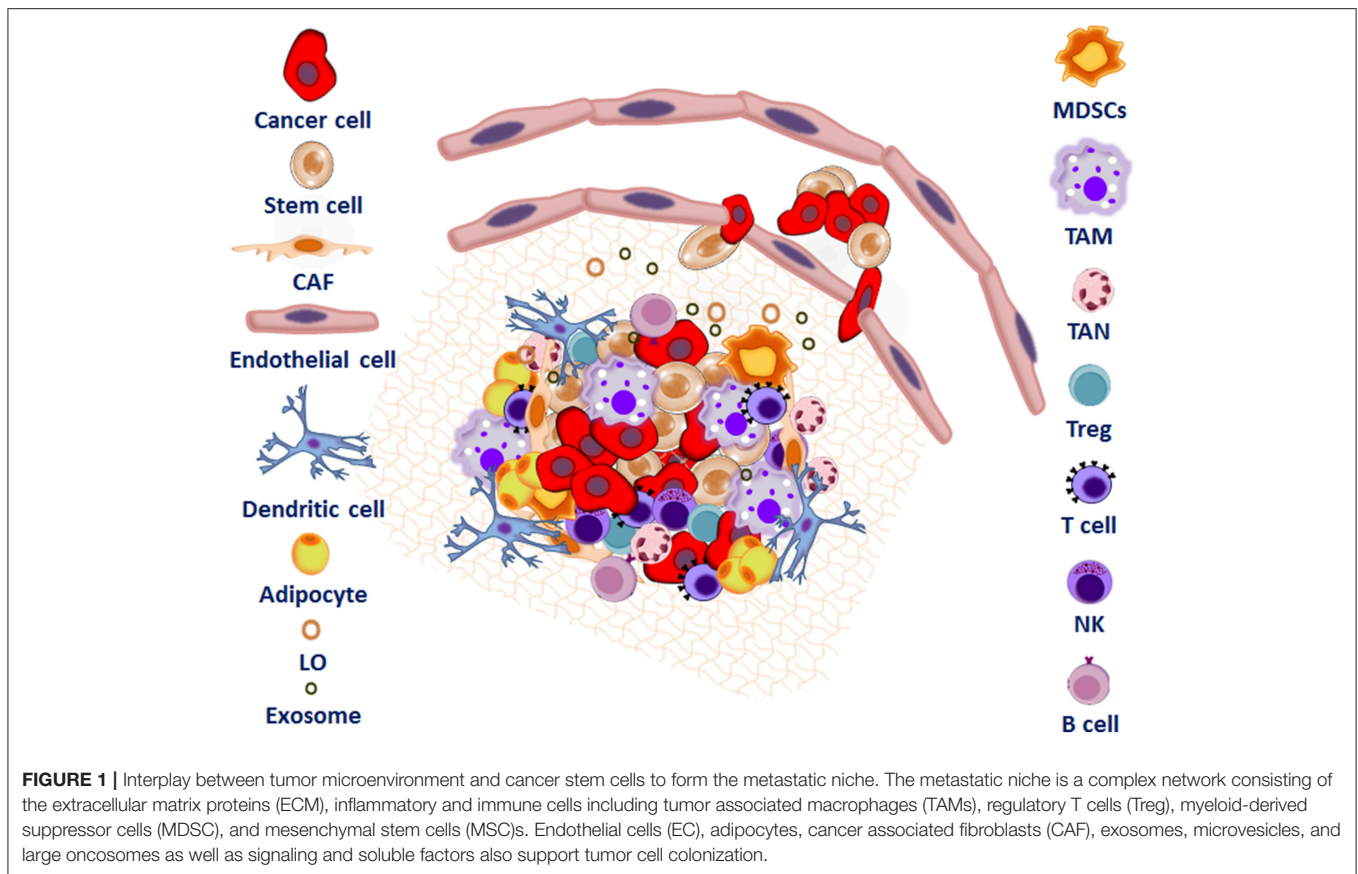 Cancer cell
Stem cell
CAF
Endothelial cell
Dendritic cell
Adipocyte
LO
Exosome
MDSCs
TAM
TAN
Treg
T cell
NK
B cell
FIGURE 1 | Interplay between tumor microenvironment and cancer stem cells to form the metastatic niche. The metastatic niche is a complex network consisting of
the extracellular matrix proteins (ECM), inflammatory and immune cells including tumor associated macrophages (TAMs), regulatory T cells (Treg), myeloid-derived
suppressor cells (MDSC), and mesenchymal stem cells (MSC)s. Endothelial cells (EC), adipocytes, cancer associated fibroblasts (CAF), exosomes, microvesicles, and
large oncosomes as well as signaling and soluble factors also support tumor cell colonization.